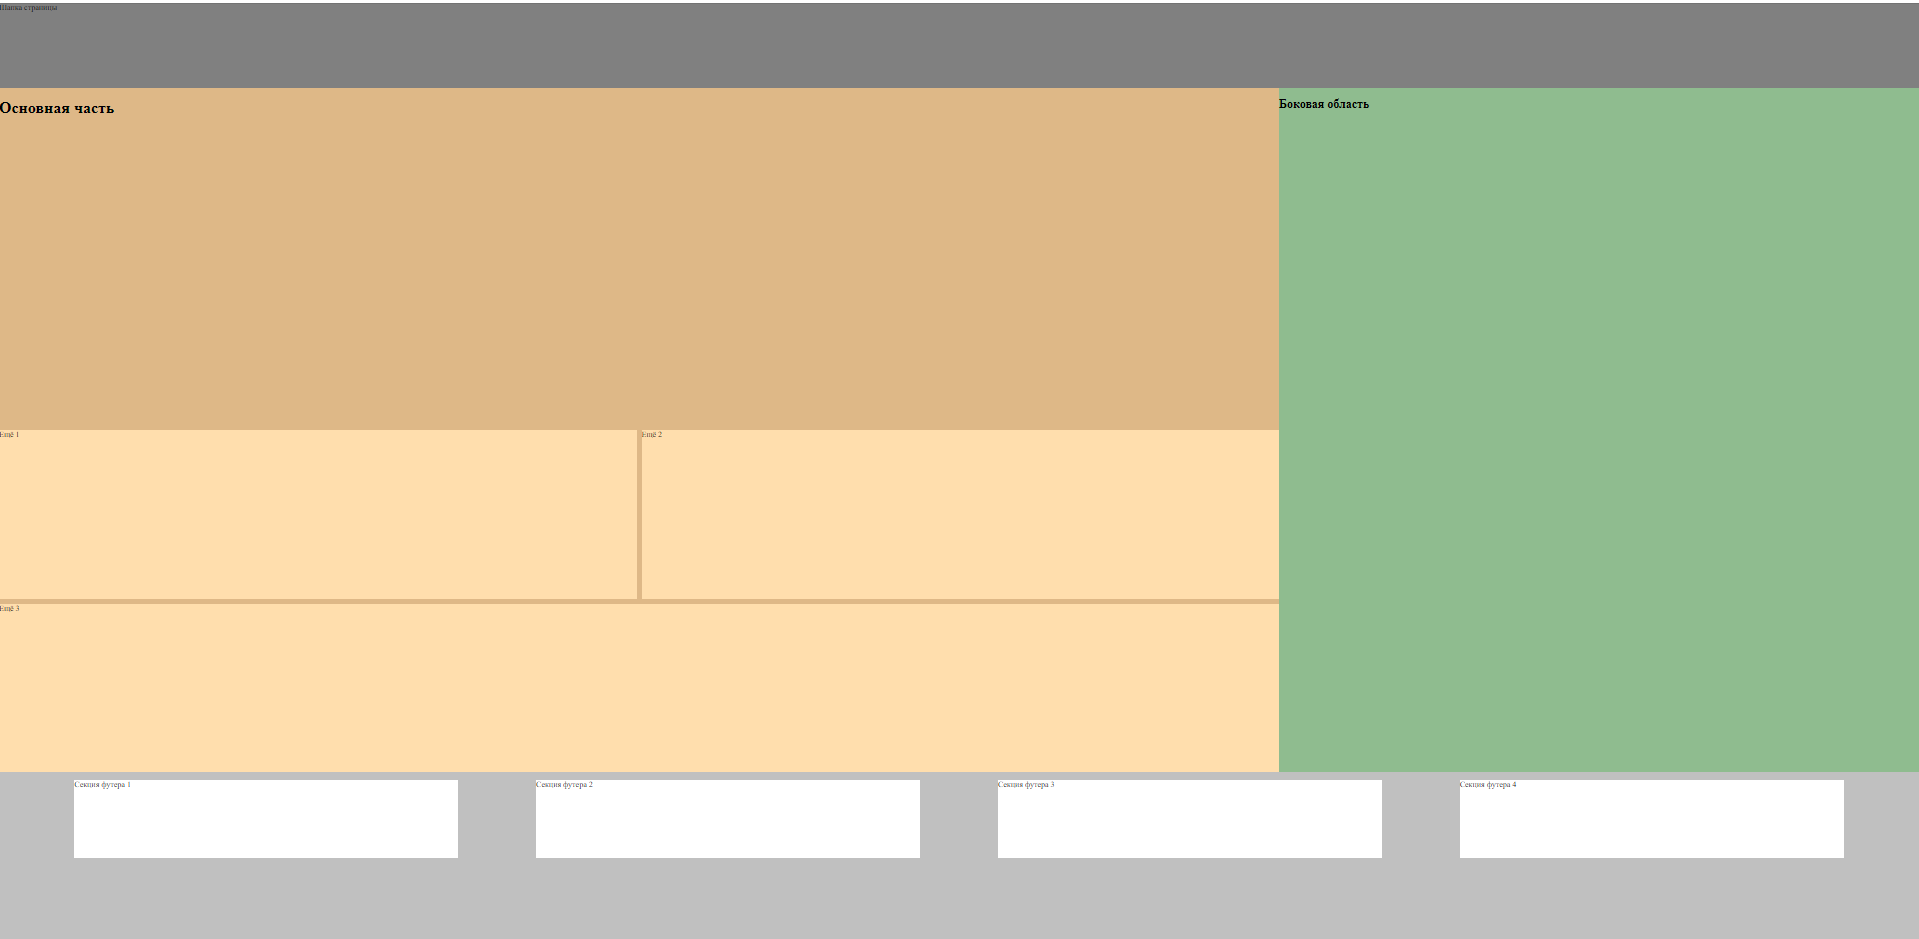 Шапка страницы
Основная часть
Боковая область
Ещё 1
Ещё 2
Ещё 3
Секция футера 1
Секция футера 2
Секция футера 3
Секция футера 4